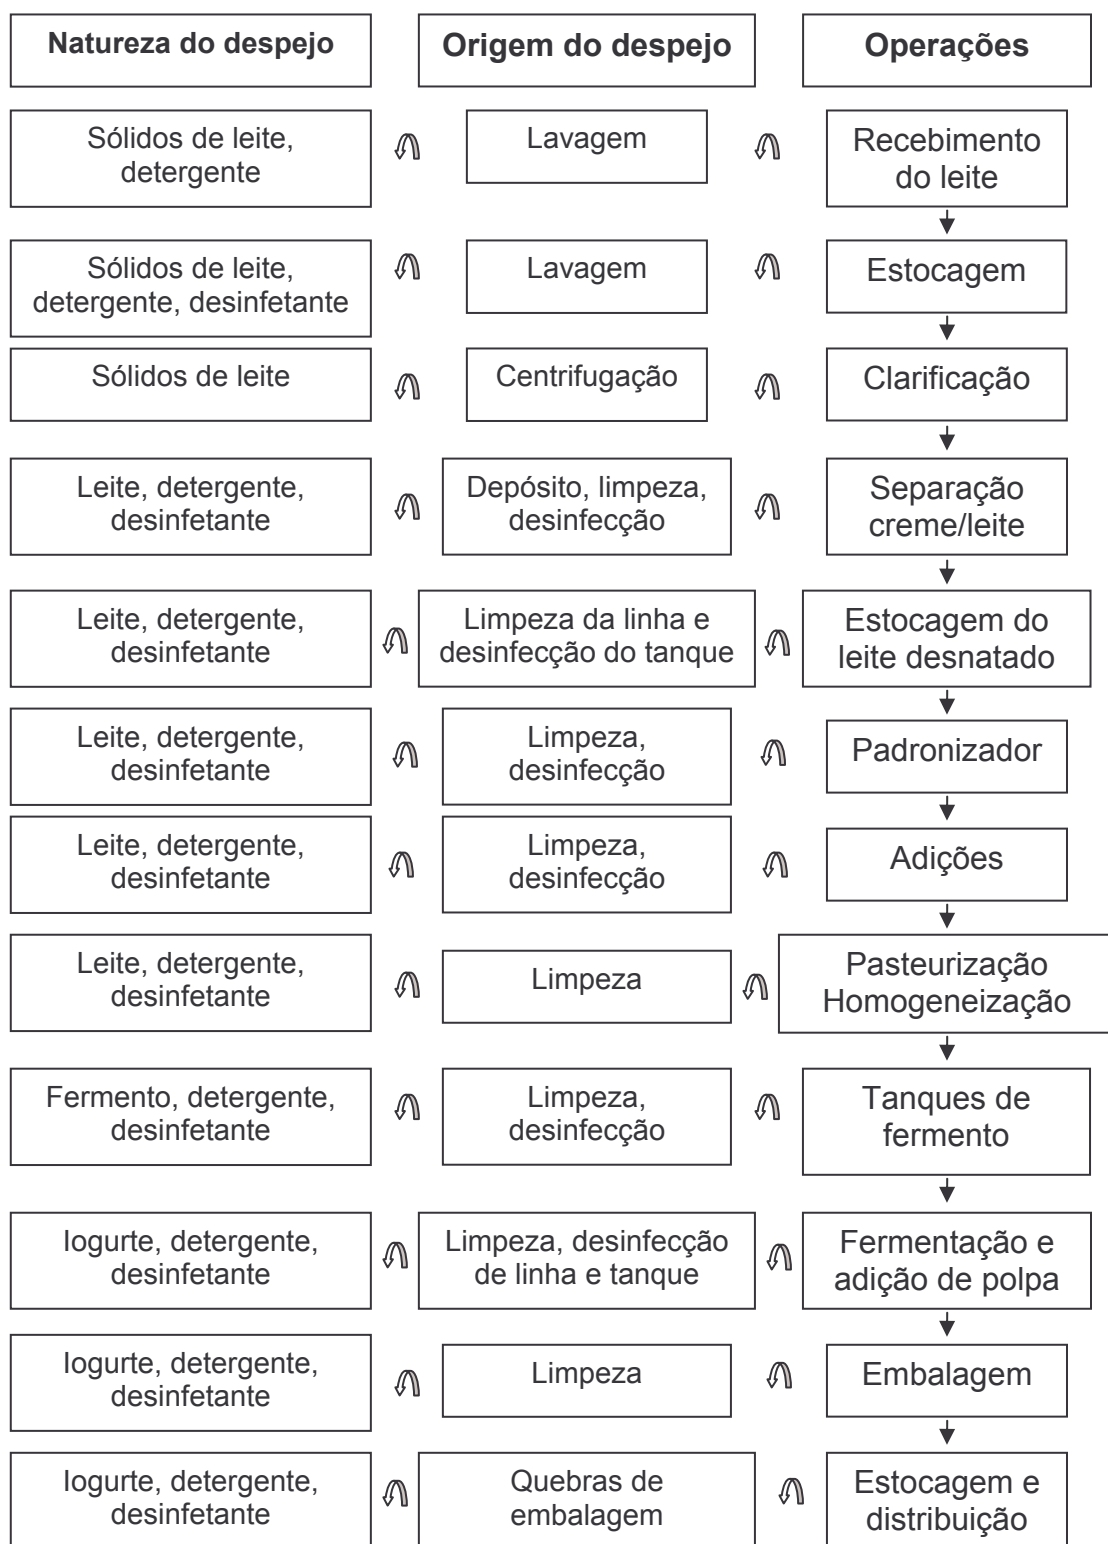 Natureza do despejo
Origem do despejo
Operações
Sólidos de leite,
detergente
Lavagem
Recebimento
do leite
Sólidos de leite,
detergente, desinfetante
Lavagem
Estocagem
Sólidos de leite
Centrifugação
Clarificação
Leite, detergente,
desinfetante
Depósito, limpeza,
desinfecção
Separação
creme/leite
Leite, detergente,
desinfetante
Limpeza da linha e
desinfecção do tanque
Estocagem do
leite desnatado
Leite, detergente,
desinfetante
Limpeza,
desinfecção
Padronizador
Leite, detergente,
desinfetante
Limpeza,
desinfecção
Adições
Leite, detergente,
desinfetante
Limpeza
Pasteurização
Homogeneização
Fermento, detergente,
desinfetante
Limpeza,
desinfecção
Tanques de
fermento
Iogurte, detergente,
desinfetante
Limpeza, desinfecção
de linha e tanque
Fermentação e
adição de polpa
Iogurte, detergente,
desinfetante
Limpeza
Embalagem
Iogurte, detergente,
desinfetante
Quebras de
embalagem
Estocagem e
distribuição